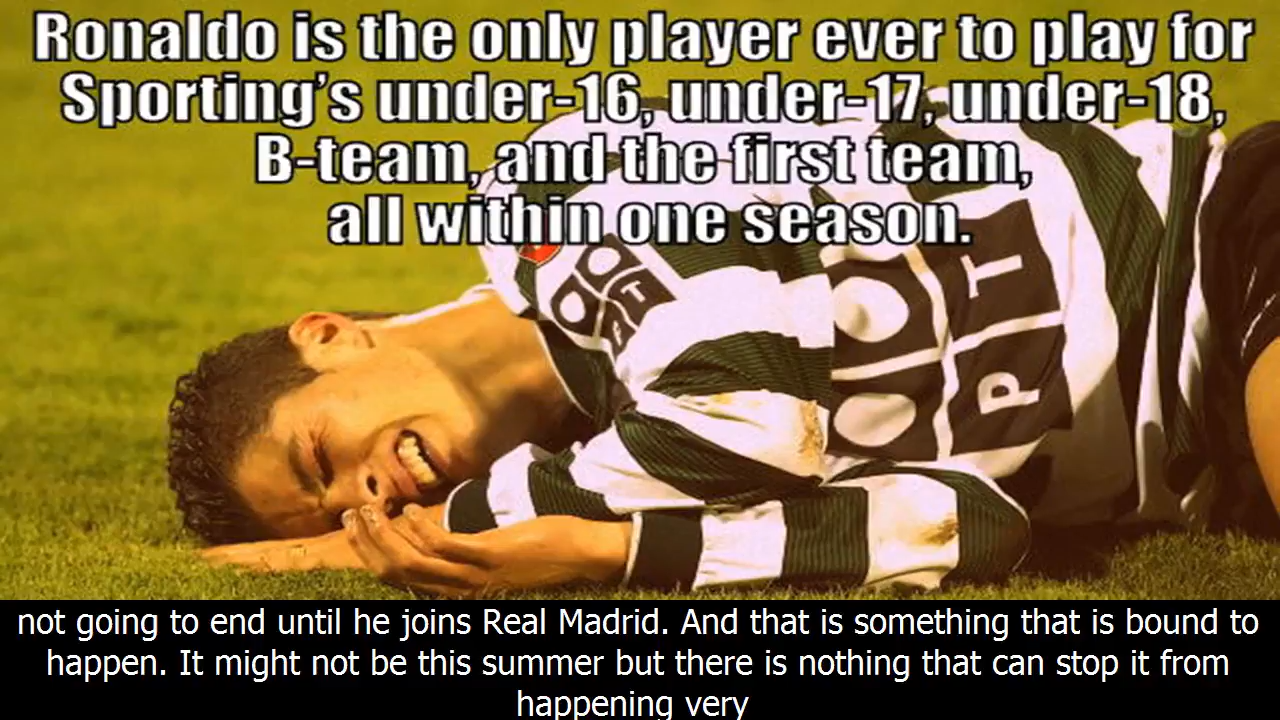 Ronaldo is the only player ever to play for
Sporting’s under-16, under-17, under-18,
B-team, and the first team,
all within one season.
PT
PT
not going to end until he joins Real Madrid. And that is something that is bound to
happen. It might not be this summer but there is nothing that can stop it from
happening very